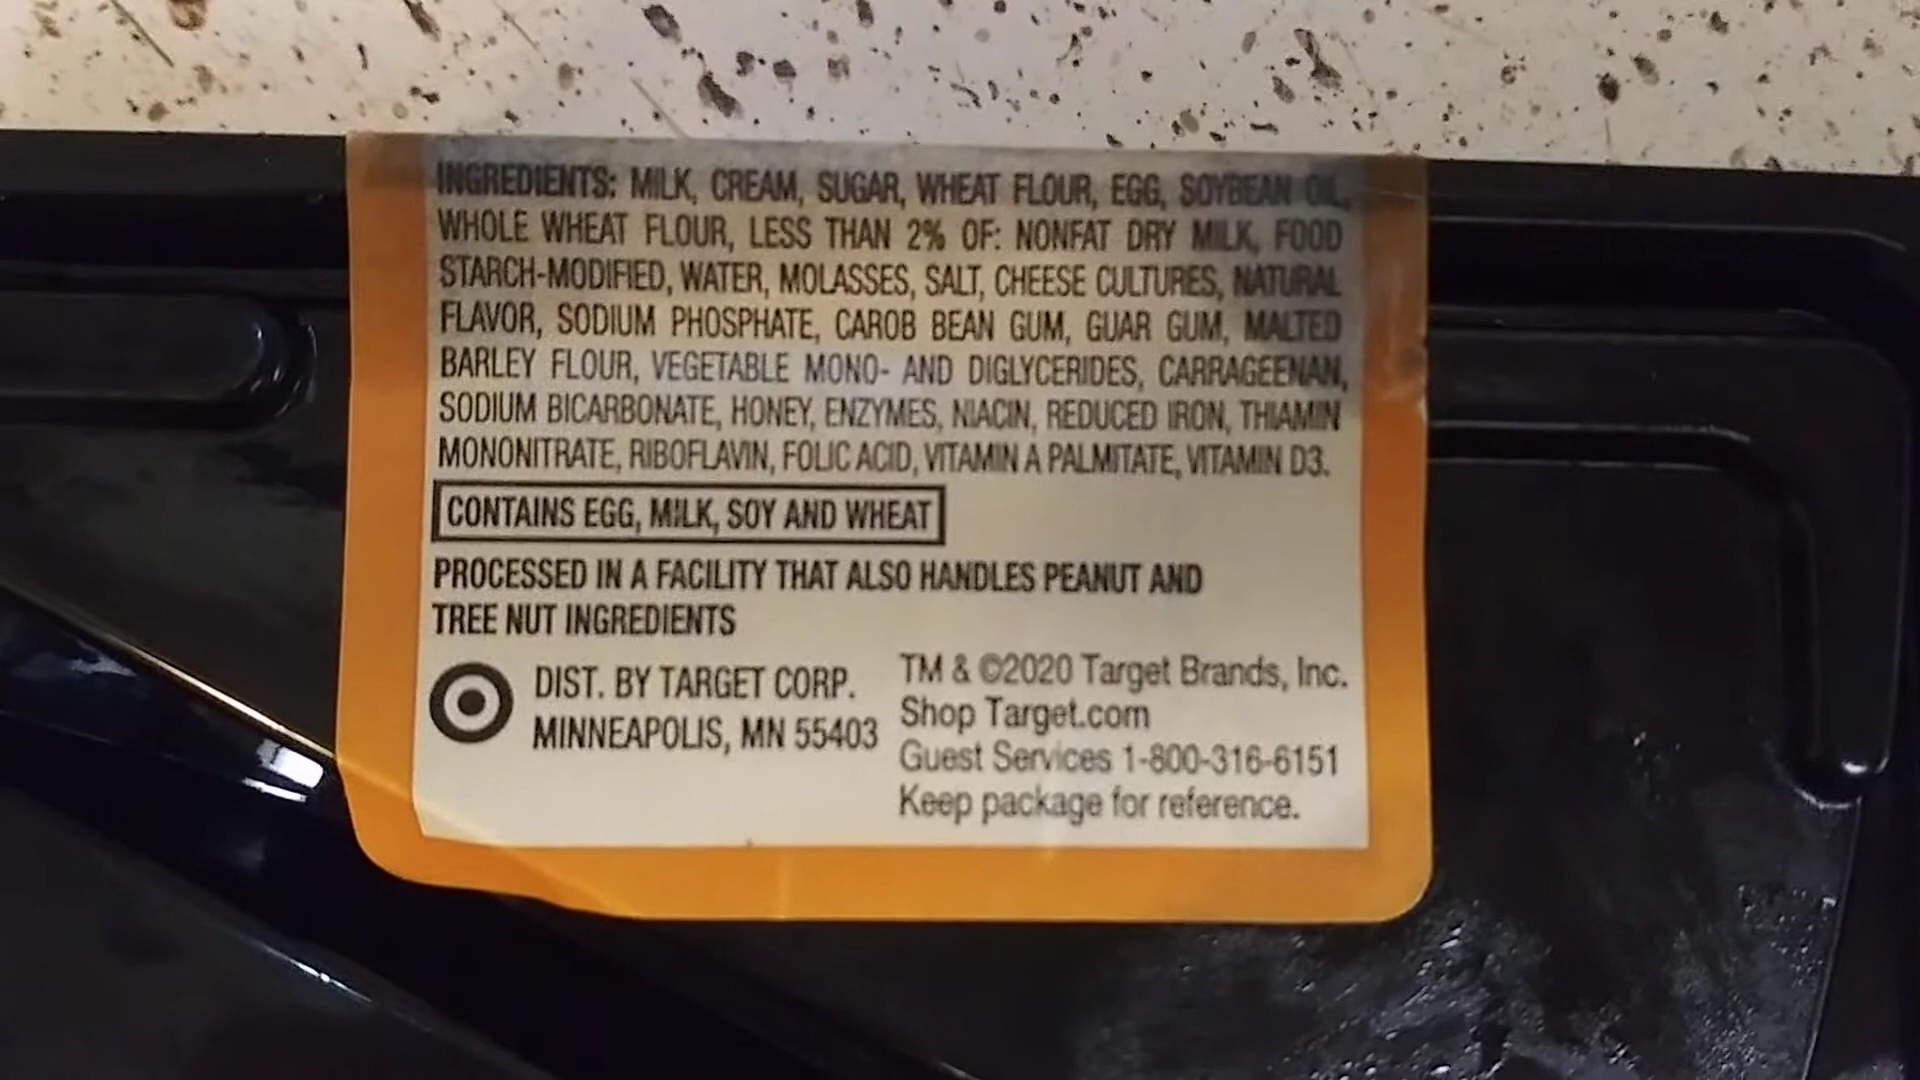 INGREDIENTS: MILK, CREAM, SUGAR, WHEAT FLOUR, EGG, SOYBEAN OIL,
WHOLE WHEAT FLOUR, LESS THAN 2% OF: NONFAT DRY MILK, FOOD
STARCH-MODIFIED, WATER, MOLASSES, SALT, CHEESE CULTURES, NATURAL
FLAVOR, SODIUM PHOSPHATE, CAROB BEAN GUM, GUAR GUM, MALTED
BARLEY FLOUR, VEGETABLE MONO- AND DIGLYCERIDES, CARRAGEENAN,
SODIUM BICARBONATE, HONEY, ENZYMES, NIACIN, REDUCED IRON, THIAMIN
MONONITRATE, RIBOFLAVIN, FOLIC ACID, VITAMIN A PALMITATE, VITAMIN D3.
CONTAINS EGG, MILK, SOY AND WHEAT
PROCESSED IN A FACILITY THAT ALSO HANDLES PEANUT AND
TREE NUT INGREDIENTS
DIST. BY TARGET CORP.
MINNEAPOLIS, MN 55403
TM & ©2020 Target Brands, Inc.
Shop Target.com
Guest Services 1-800-316-6151
Keep package for reference.